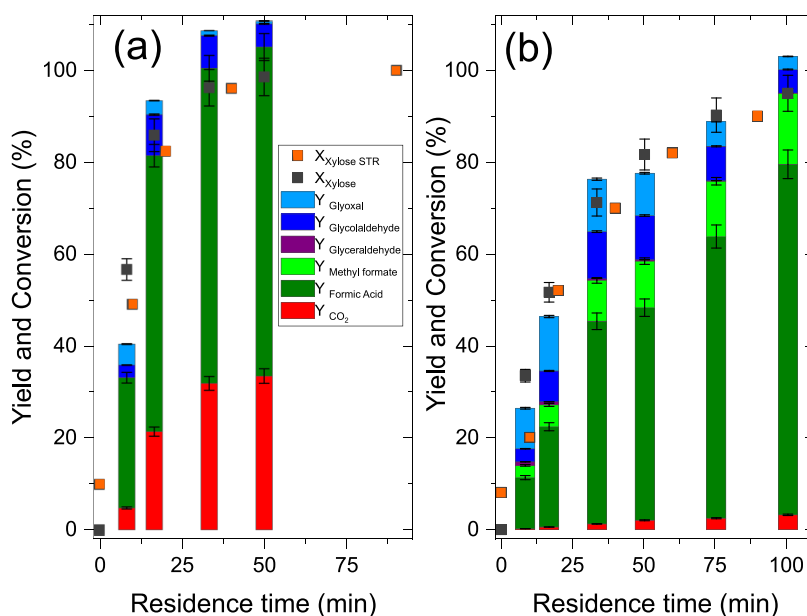 (a)
(b)
Yield and Conversion (%)
100
80
60
40
20
0
X Xylose STR
X Xylose
Y Glyoxal
Y Glycolaldehyde
Y Glyceraldehyde
Y Methyl formate
Y Formic Acid
Y CO2
0 25 50 75
Residence time (min)
Yield and Conversion (%)
100
80
60
40
20
0
0 25 50 75 100
Residence time (min)